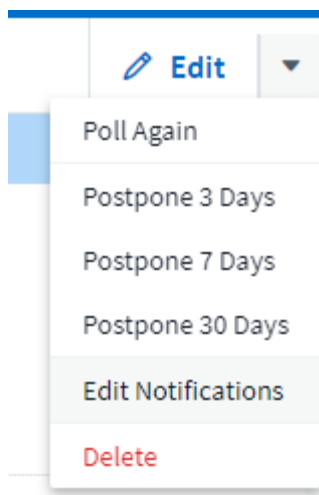 Edit
Poll Again
Postpone 3 Days
Postpone 7 Days
Postpone 30 Days
Edit Notifications
Delete